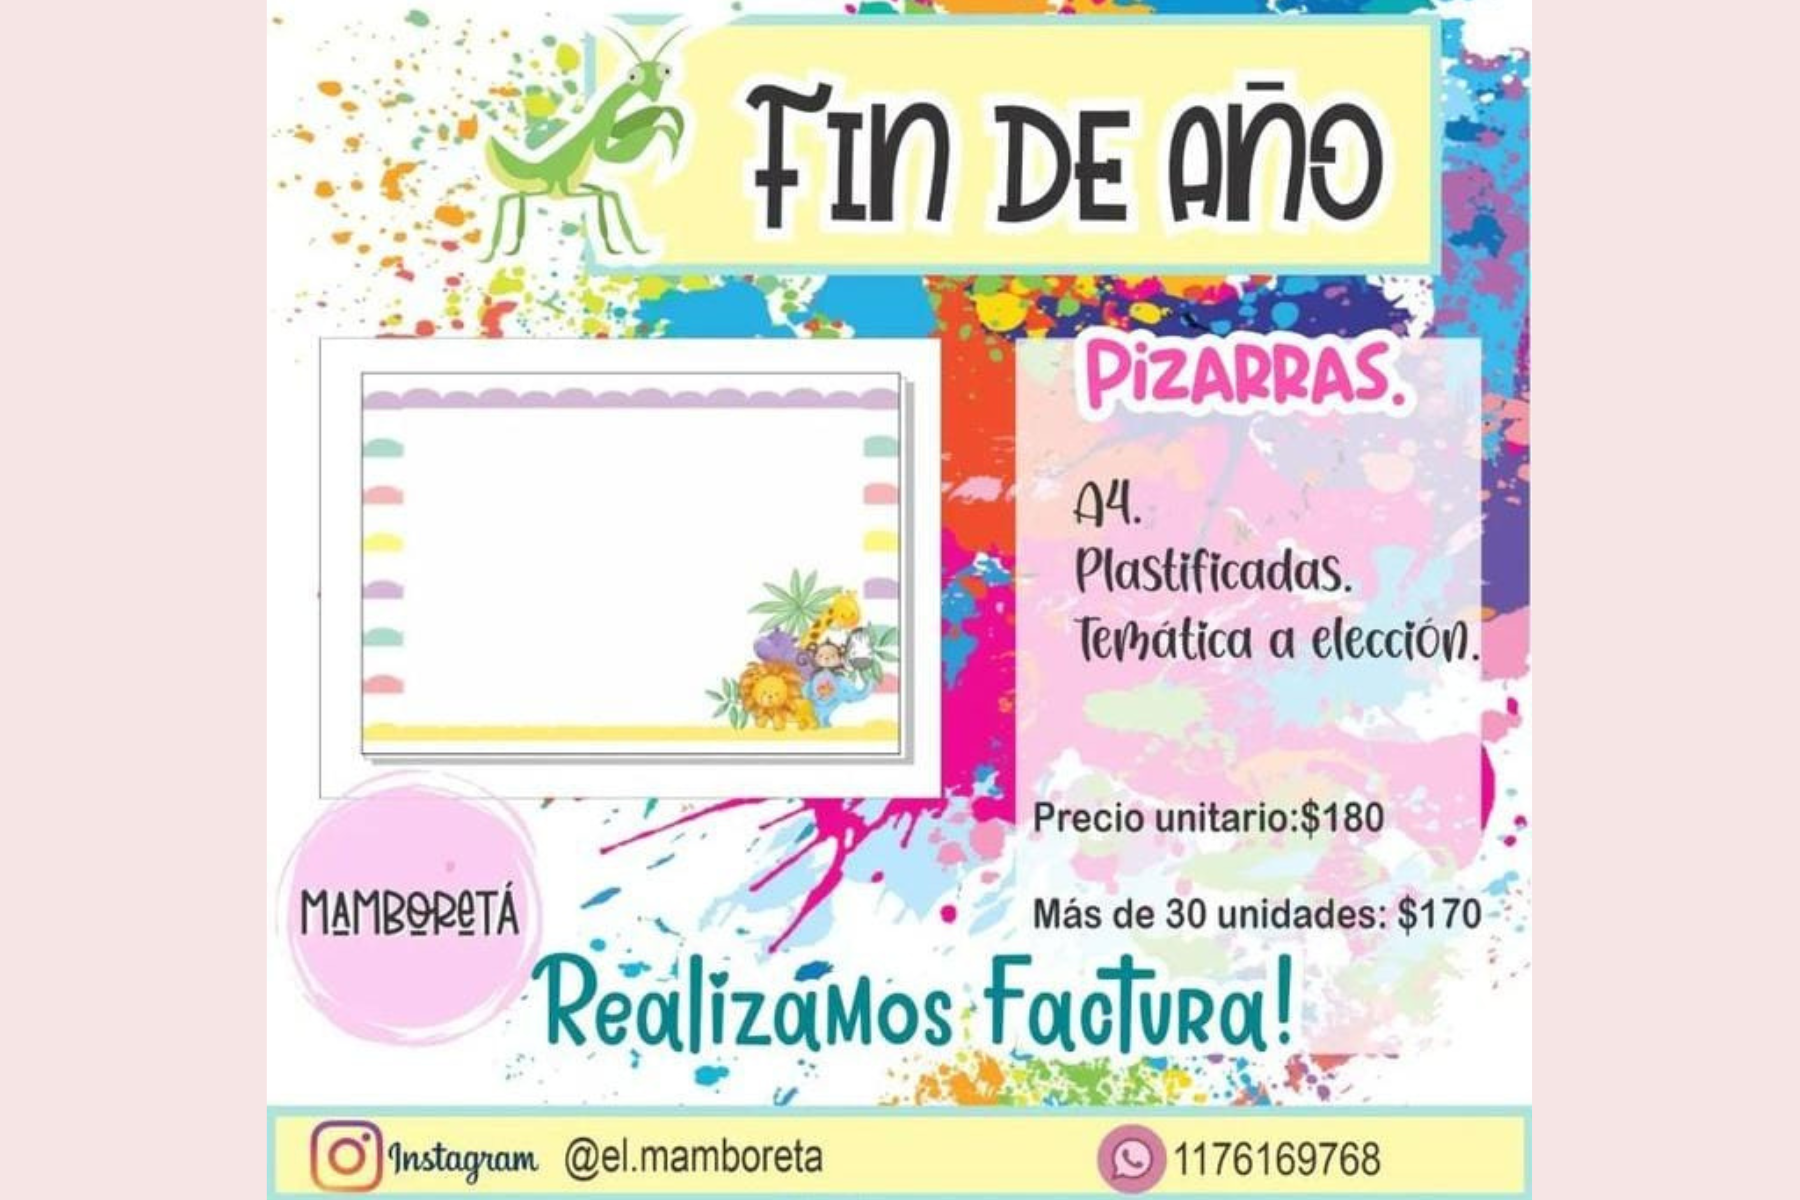 Fin de año
Pizarras.
A4.
Plastificadas.
Temática a elección.
Precio unitario:$180
Más de 30 unidades: $170
MAMBORETÁ
Realizamos Factura!
Instagram @el.mamboreta
1176169768